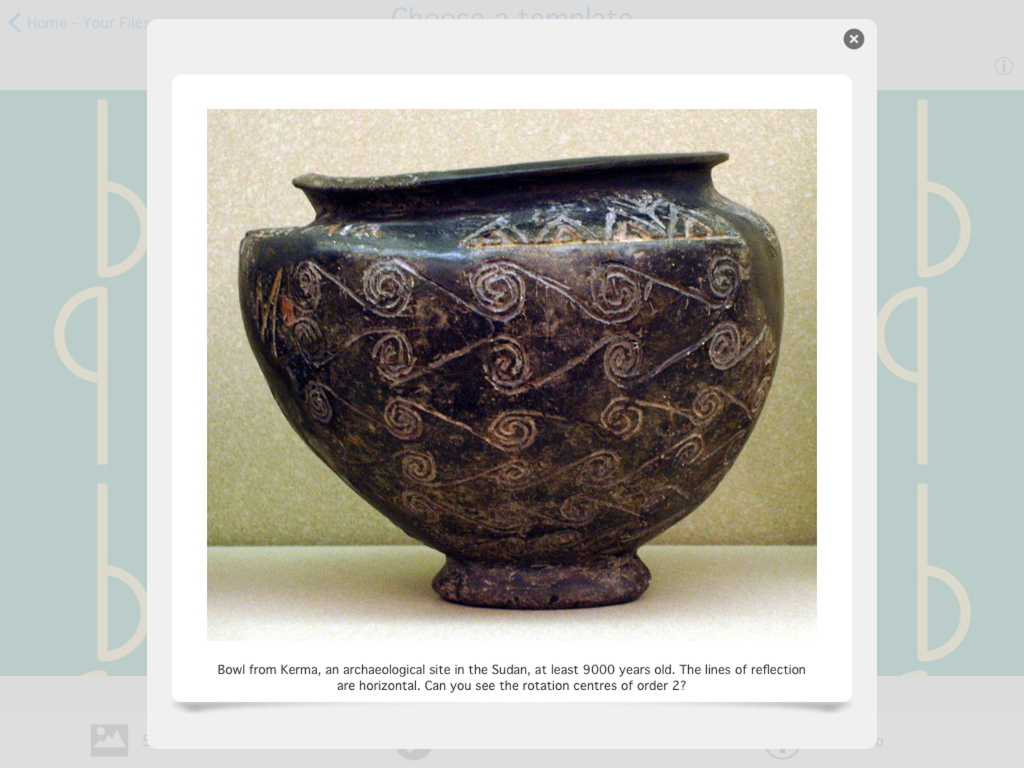 Choose a template
Home - Your Files
Bowl from Kerma, an archaeological site in the Sudan, at least 9000 years old. The lines of reflection
are horizontal. Can you see the rotation centres of order 2?